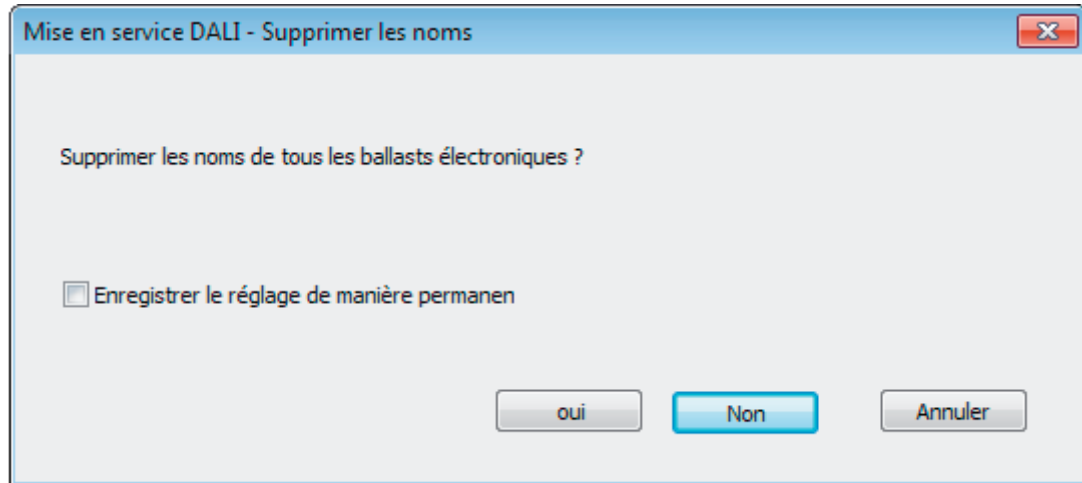 Mise en service DALI - Supprimer les noms
Supprimer les noms de tous les ballasts électroniques ?
Enregistrer le réglage de manière permanen
oui Non Annuler